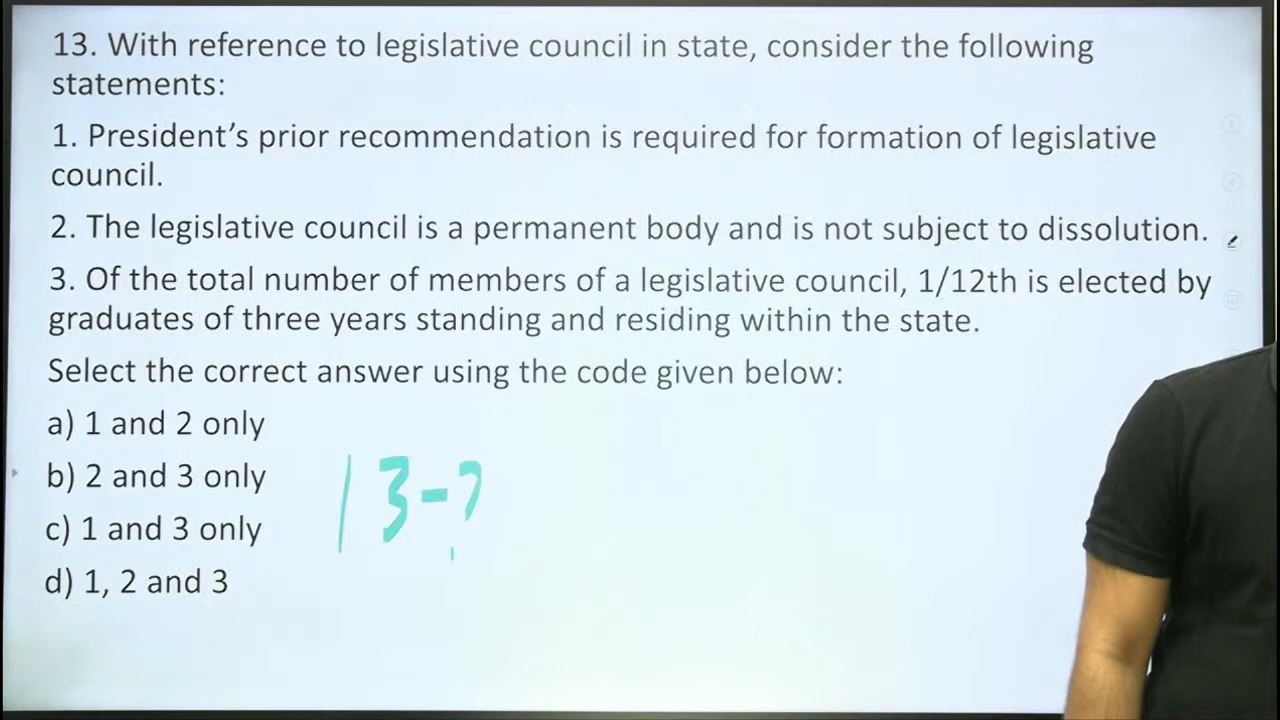 13. With reference to legislative council in state, consider the following
statements:
1. President’s prior recommendation is required for formation of legislative
council.
2. The legislative council is a permanent body and is not subject to dissolution.
3. Of the total number of members of a legislative council, 1/12th is elected by
graduates of three years standing and residing within the state.
Select the correct answer using the code given below:
a) 1 and 2 only
b) 2 and 3 only
c) 1 and 3 only
d) 1, 2 and 3
13-?